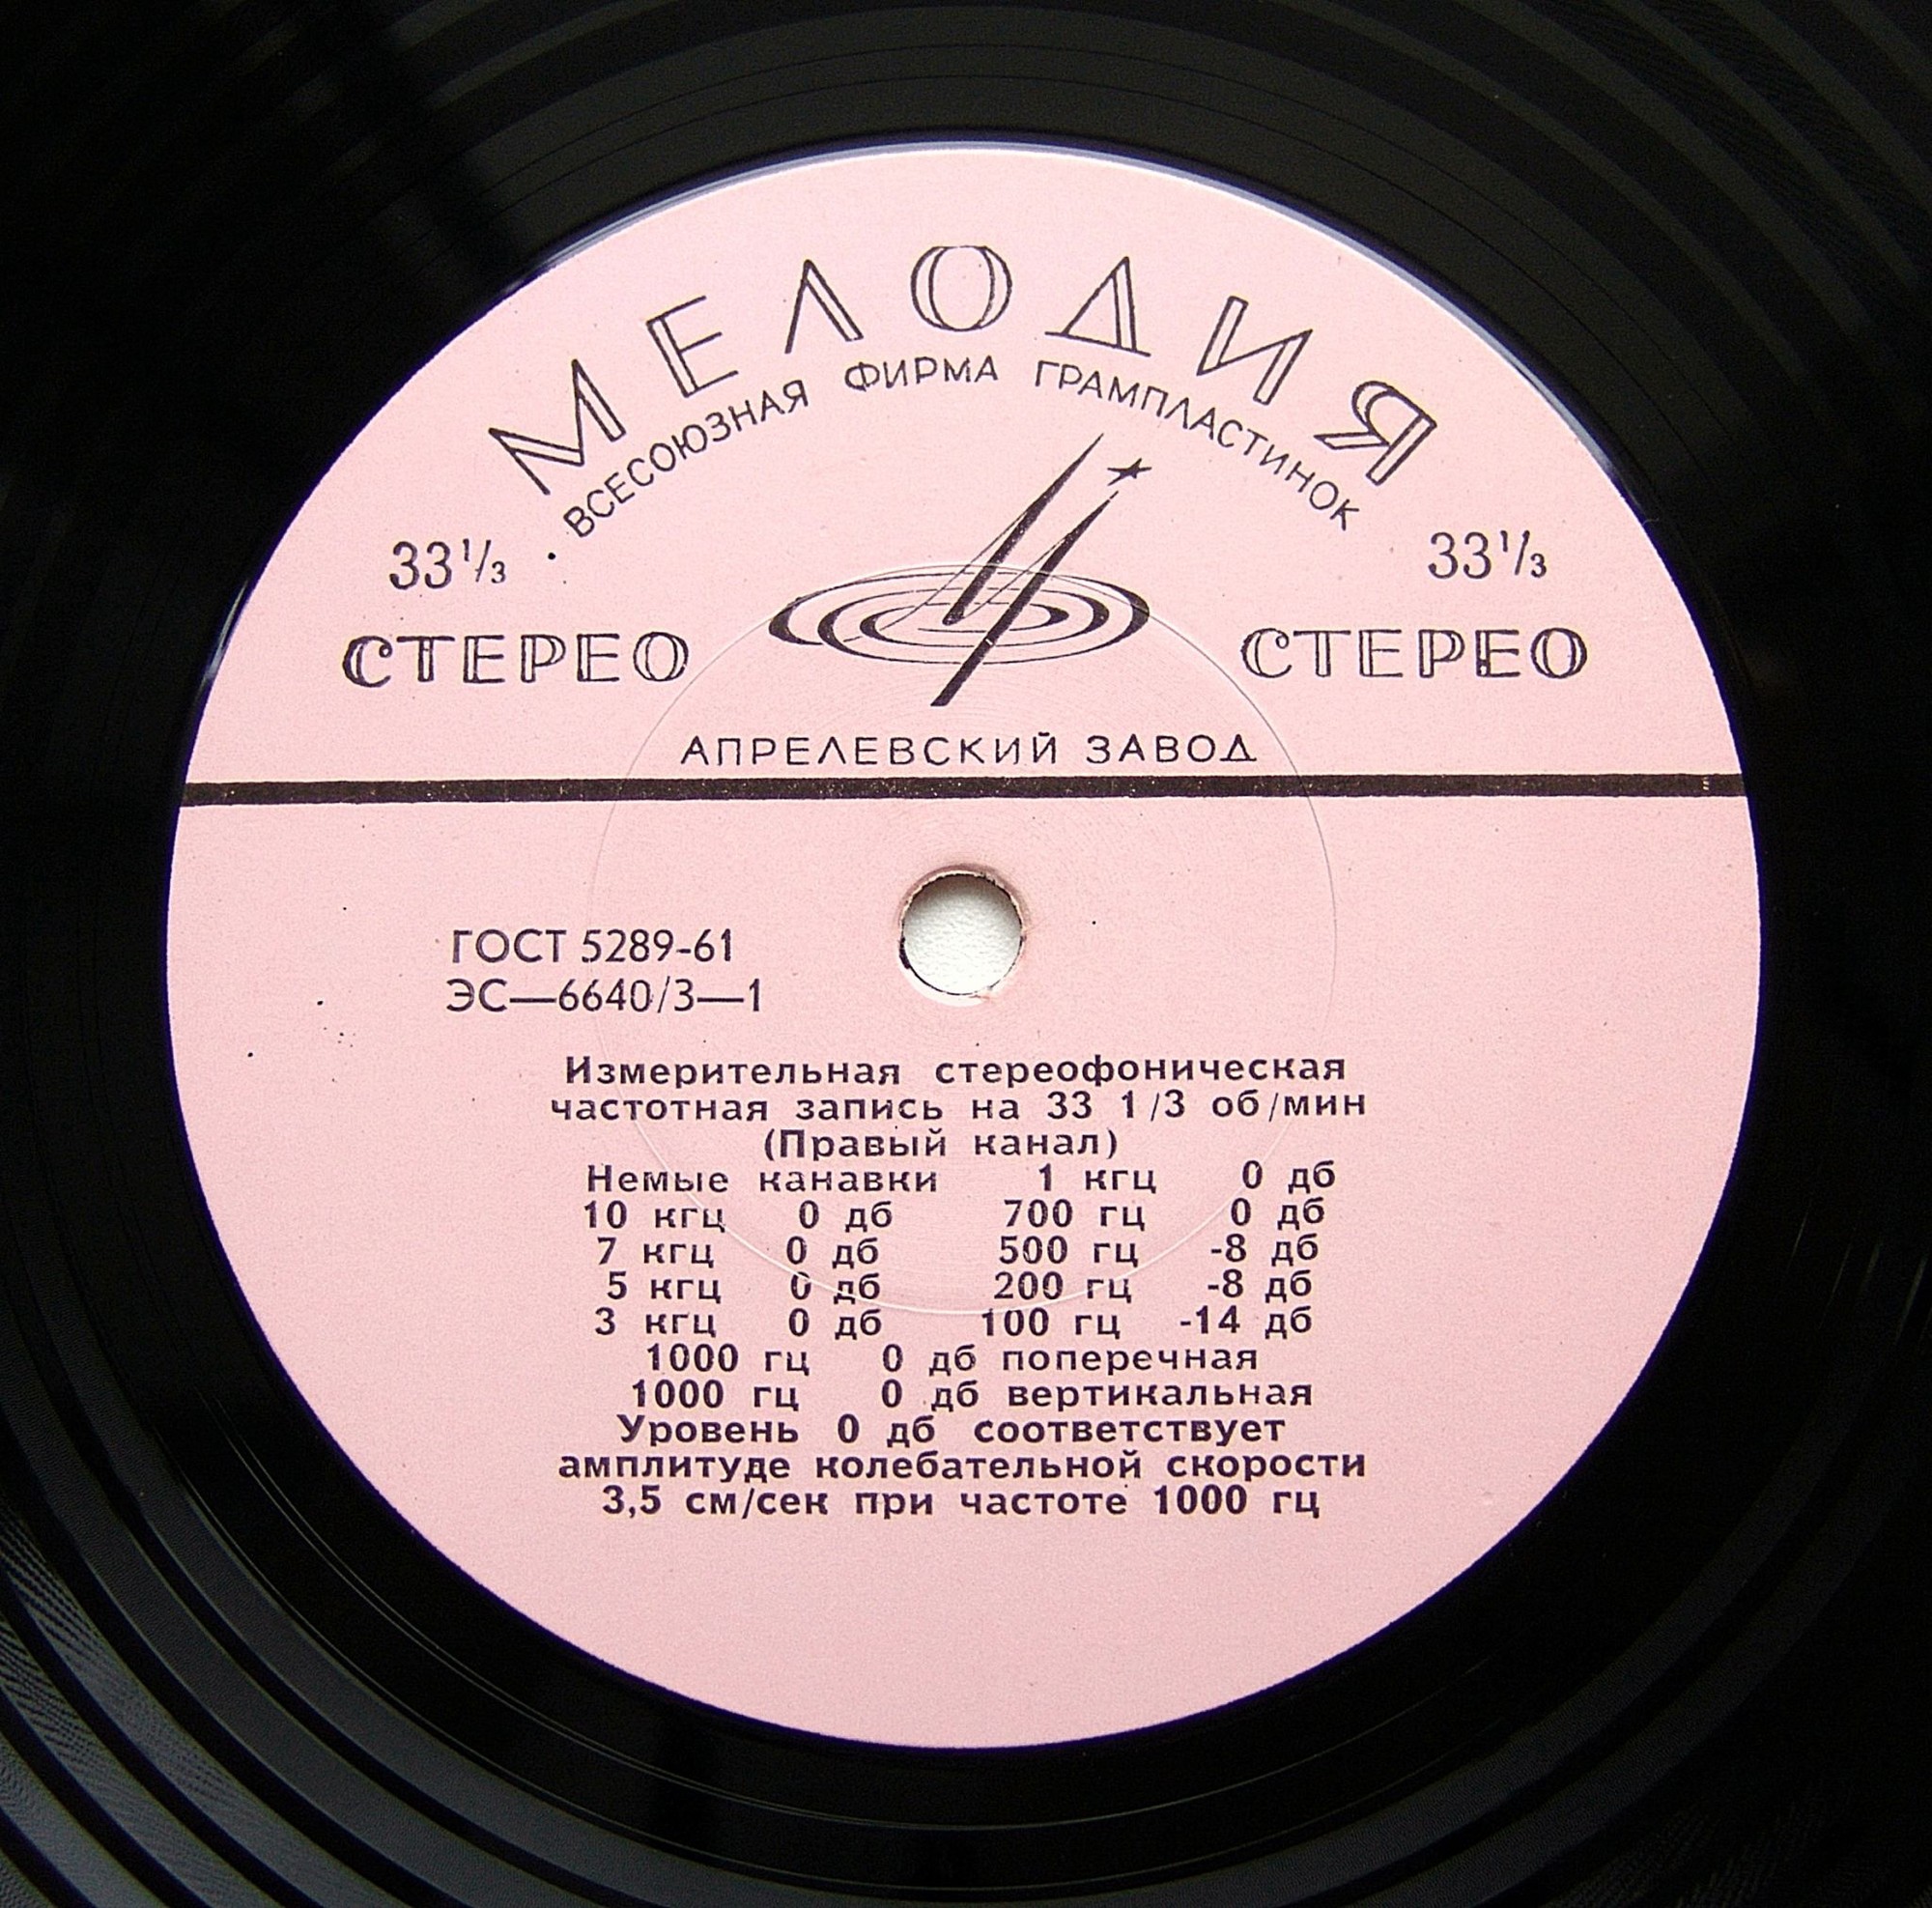 МЕЛОДИЯ
ВСЕСОЮЗНАЯ ФИРМА ГРАМПЛАСТИНОК
33⅓ 33⅓
СТЕРЕО СТЕРЕО
АПРЕЛЕВСКИЙ ЗАВОД
ГОСТ 5289-61
ЭС—6640/3—1
Измерительная стереофоническая
частотная запись на 33 1/3 об/мин
(Правый канал)
Немые канавки 1 кгц 0 дб
10 кгц 0 дб 700 гц 0 дб
7 кгц 0 дб 500 гц -8 дб
5 кгц 0 дб 200 гц -8 дб
3 кгц 0 дб 100 гц -14 дб
1000 гц 0 дб поперечная
1000 гц 0 дб вертикальная
Уровень 0 дб соответствует
амплитуде колебательной скорости
3,5 см/сек при частоте 1000 гц